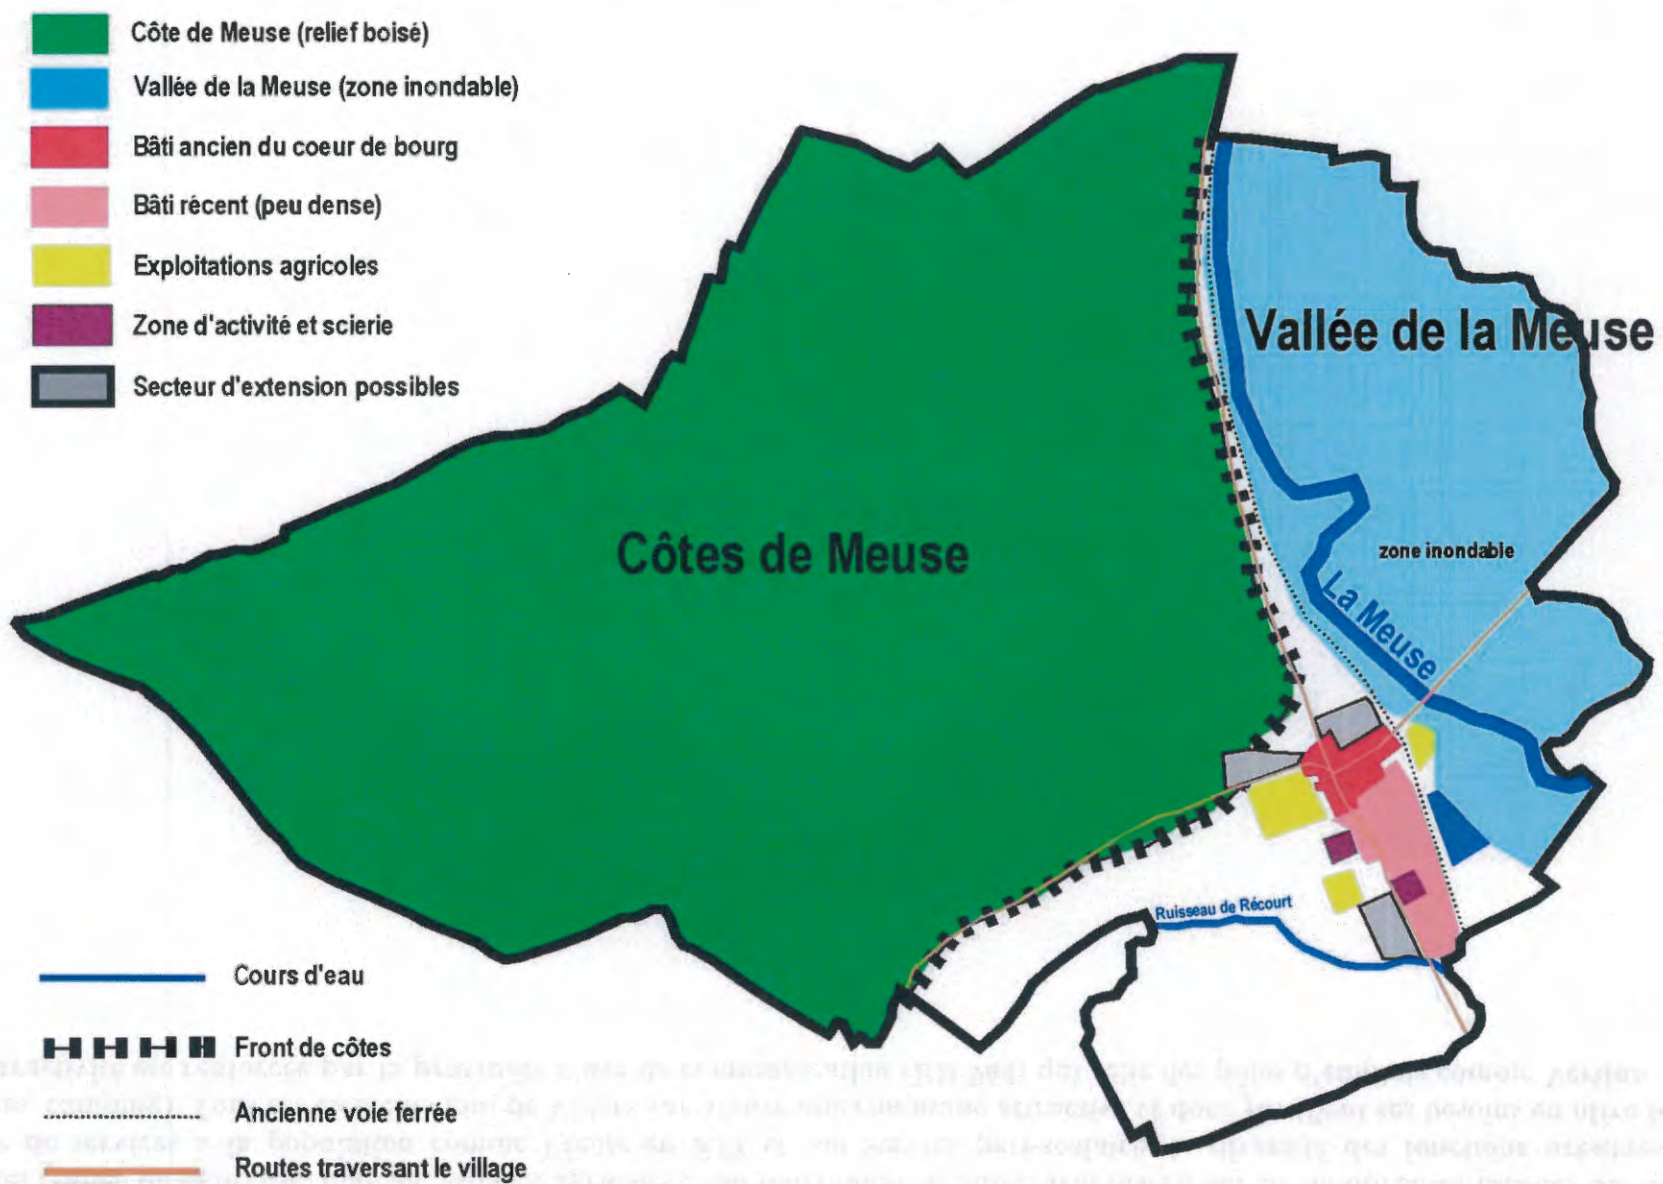 Côte de Meuse (relief boisé)
Vallée de la Meuse (zone inondable)
Bâti ancien du coeur de bourg
Bâti récent (peu dense)
Exploitations agricoles
Zone d'activité et scierie
Secteur d'extension possibles
Vallée de la Meuse
Côtes de Meuse
zone inondable
La Meuse
Ruisseau de Récourt
Cours d'eau
Front de côtes
Ancienne voie ferrée
Routes traversant le village